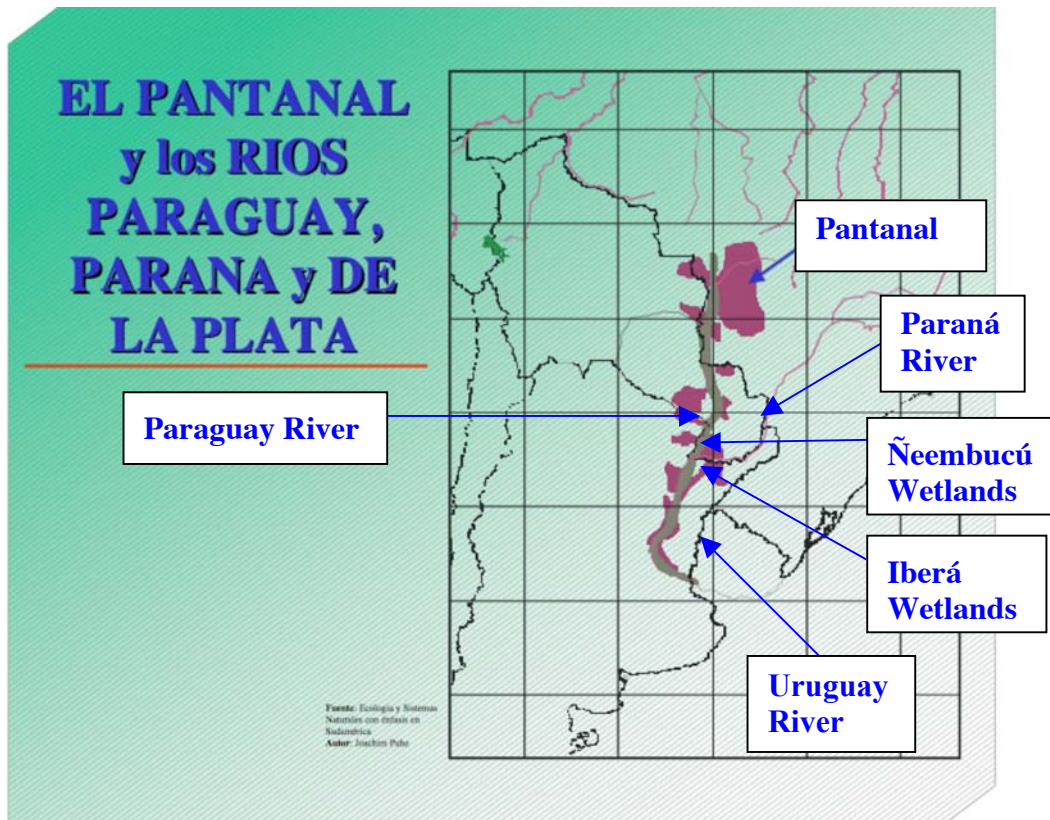 EL PANTANAL
y los RIOS
PARAGUAY,
PARANA y DE
LA PLATA
Pantanal
Paraná
River
Paraguay River
Ñeembucú
Wetlands
Iberá
Wetlands
Uruguay
River
Fuente: Ecología y Sistemas
Naturales con énfasis en
Sudamérica
Autor: Joachim Puhe